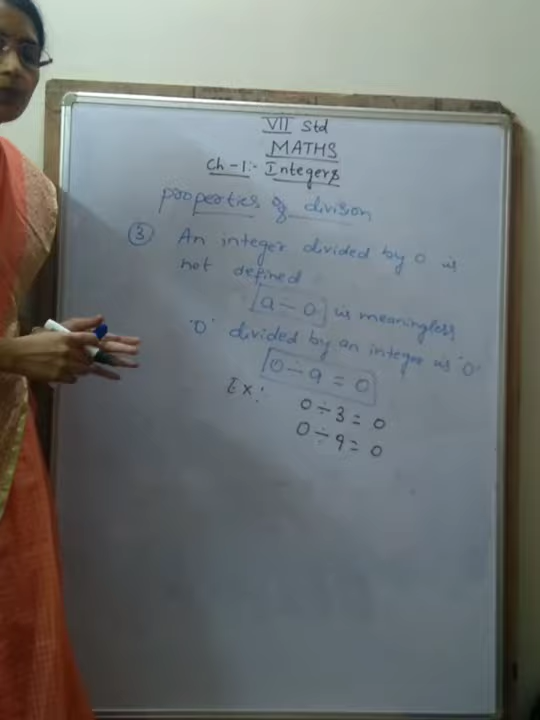 VII Std
MATHS
Ch-1:- Integers
properties of division
③ An integer divided by 0 is
not defined
a ÷ 0 is meaningless
'0' divided by an integer is '0'
0 ÷ a = 0
Ex: 0 ÷ 3 = 0
0 ÷ 9 = 0